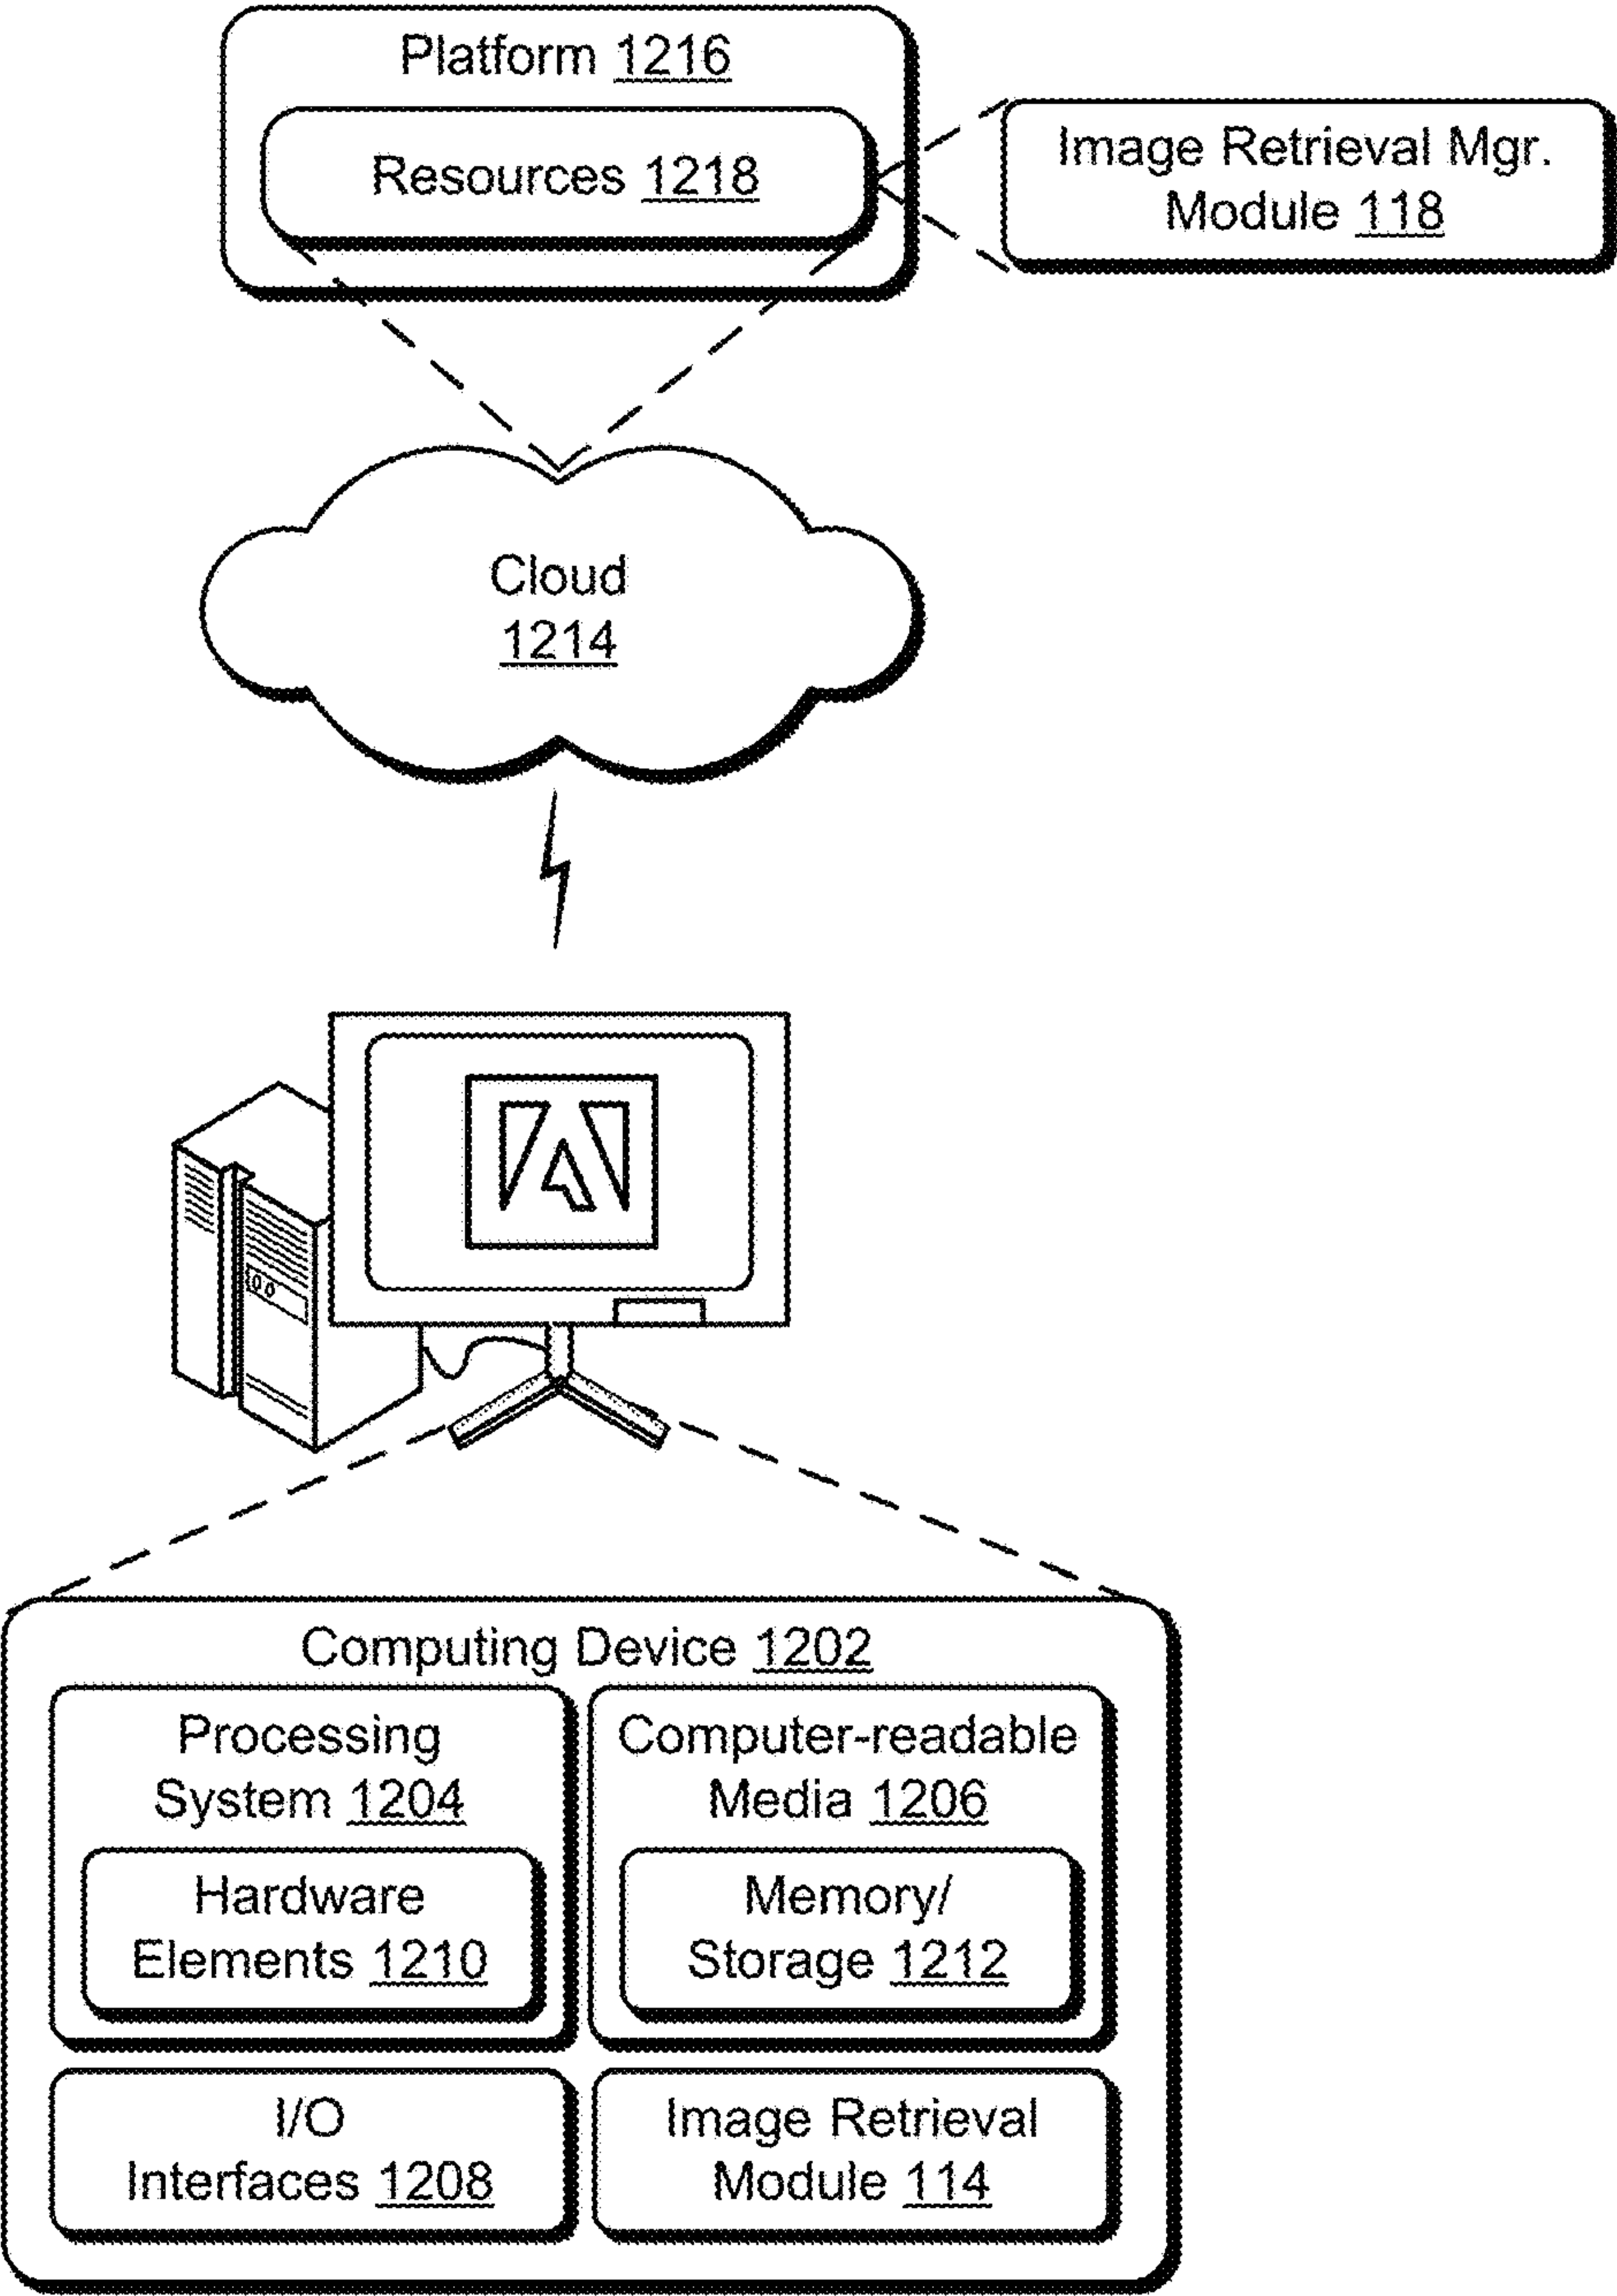 Platform 1216
Resources 1218
Image Retrieval Mgr.
Module 118
Cloud
1214
Computing Device 1202
Processing
System 1204
Hardware
Elements 1210
Computer-readable
Media 1206
Memory/
Storage 1212
I/O
Interfaces 1208
Image Retrieval
Module 114